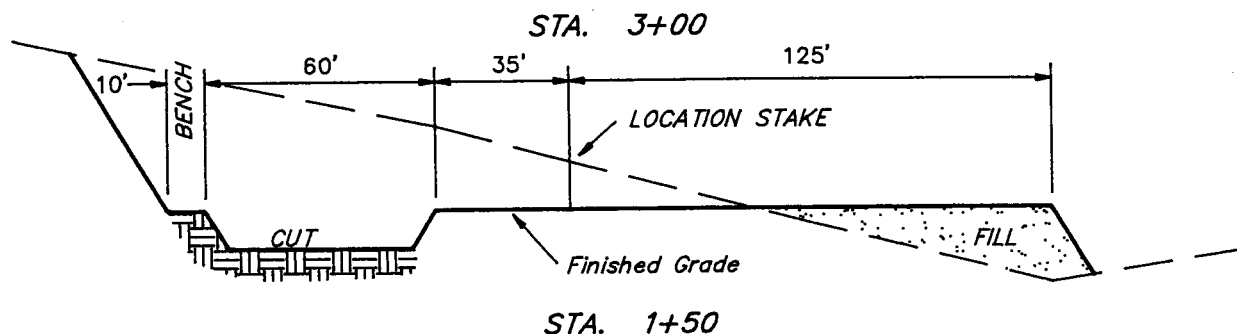 STA. 3+00
10' BENCH 60' 35' 125'
LOCATION STAKE
CUT
FILL
Finished Grade
STA. 1+50